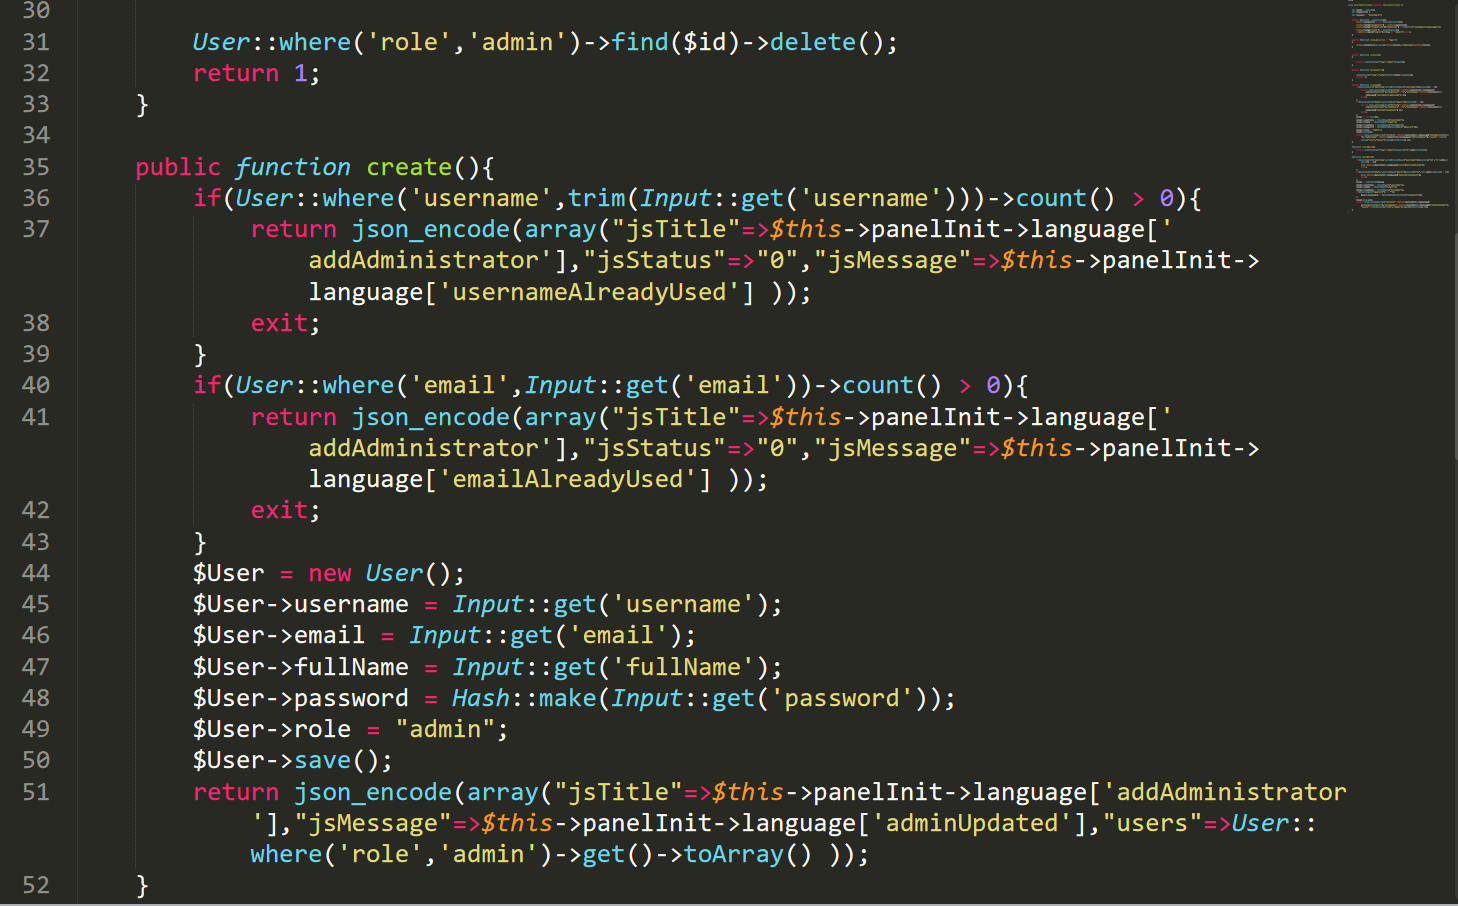 30
31 User::where('role','admin')->find($id)->delete();
32 return 1;
33 }
34
35 public function create(){
36 if(User::where('username',trim(Input::get('username')))->count() > 0){
37 return json_encode(array("jsTitle"=>$this->panelInit->language['
addAdministrator'],"jsStatus"=>"0","jsMessage"=>$this->panelInit->
language['usernameAlreadyUsed'] ));
38 exit;
39 }
40 if(User::where('email',Input::get('email'))->count() > 0){
41 return json_encode(array("jsTitle"=>$this->panelInit->language['
addAdministrator'],"jsStatus"=>"0","jsMessage"=>$this->panelInit->
language['emailAlreadyUsed'] ));
42 exit;
43 }
44 $User = new User();
45 $User->username = Input::get('username');
46 $User->email = Input::get('email');
47 $User->fullName = Input::get('fullName');
48 $User->password = Hash::make(Input::get('password'));
49 $User->role = "admin";
50 $User->save();
51 return json_encode(array("jsTitle"=>$this->panelInit->language['addAdministrator
'],"jsMessage"=>$this->panelInit->language['adminUpdated'],"users"=>User::
where('role','admin')->get()->toArray() ));
52 }